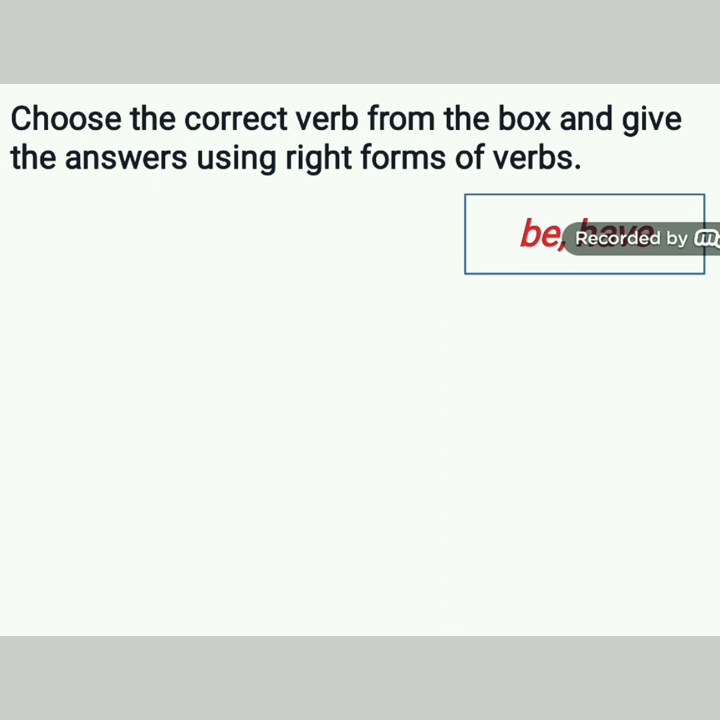 Choose the correct verb from the box and give
the answers using right forms of verbs.
be, have
Recorded by